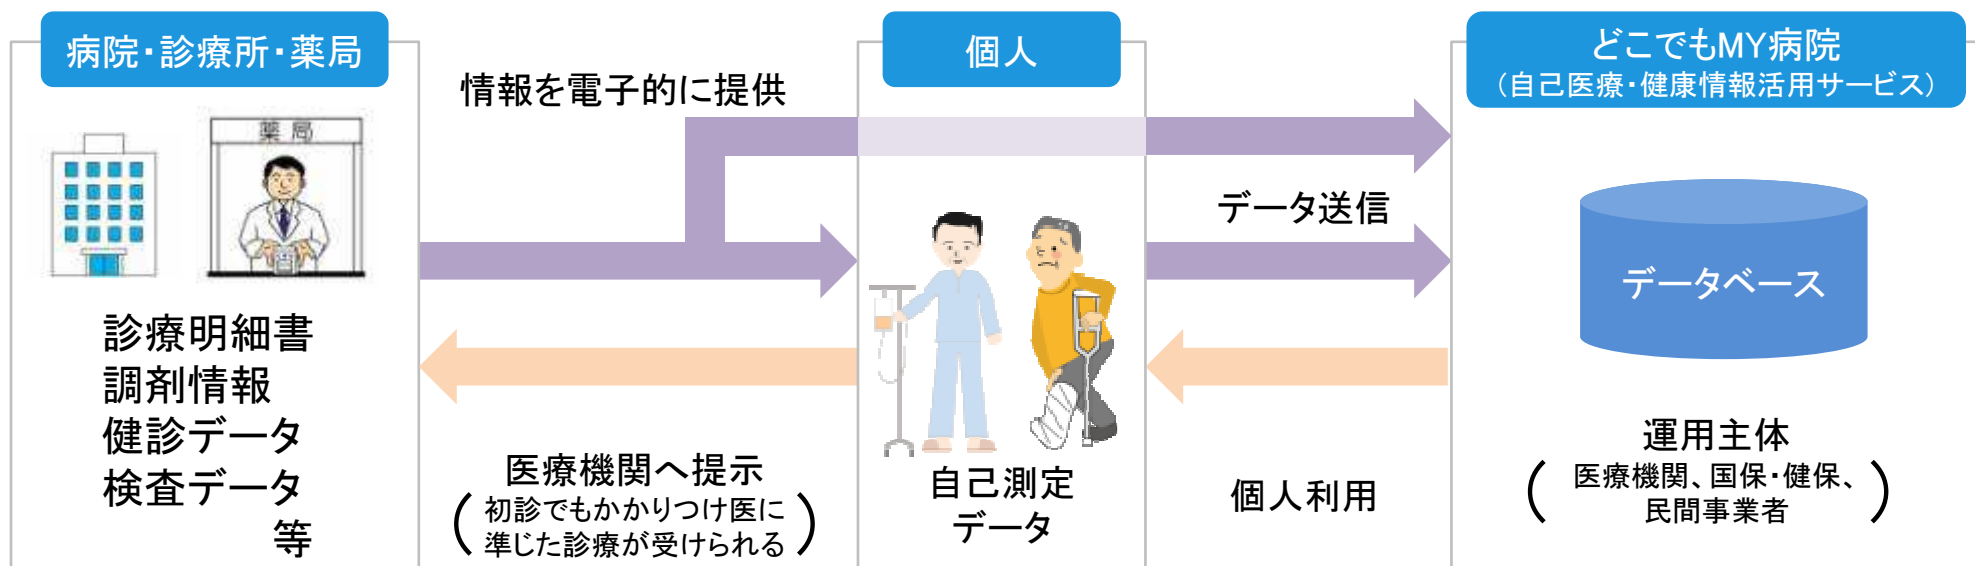 病院・診療所・薬局
薬局
診療明細書
調剤情報
健診データ
検査データ
等
情報を電子的に提供
医療機関へ提示
(初診でもかかりつけ医に
準じた診療が受けられる)
個人
自己測定
データ
データ送信
個人利用
どこでもMY病院
(自己医療・健康情報活用サービス)
データベース
運用主体
(医療機関、国保・健保、
民間事業者)